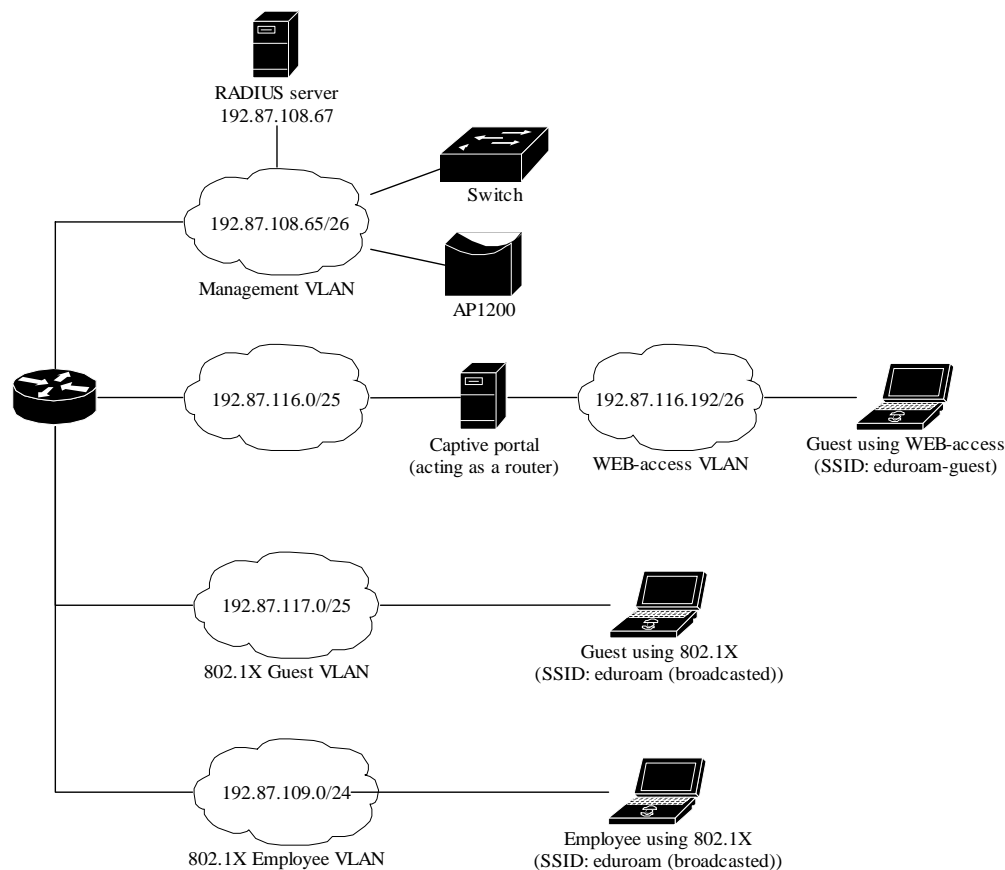 RADIUS server
192.87.108.67
Switch
192.87.108.65/26
Management VLAN
AP1200
192.87.116.0/25
Captive portal
(acting as a router)
192.87.116.192/26
WEB-access VLAN
Guest using WEB-access
(SSID: eduroam-guest)
192.87.117.0/25
802.1X Guest VLAN
Guest using 802.1X
(SSID: eduroam (broadcasted))
192.87.109.0/24
802.1X Employee VLAN
Employee using 802.1X
(SSID: eduroam (broadcasted))